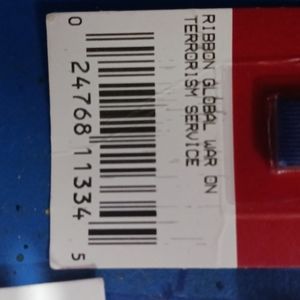 RIBBON GLOBAL WAR ON
TERRORISM SERVICE
0 24768 11334 5